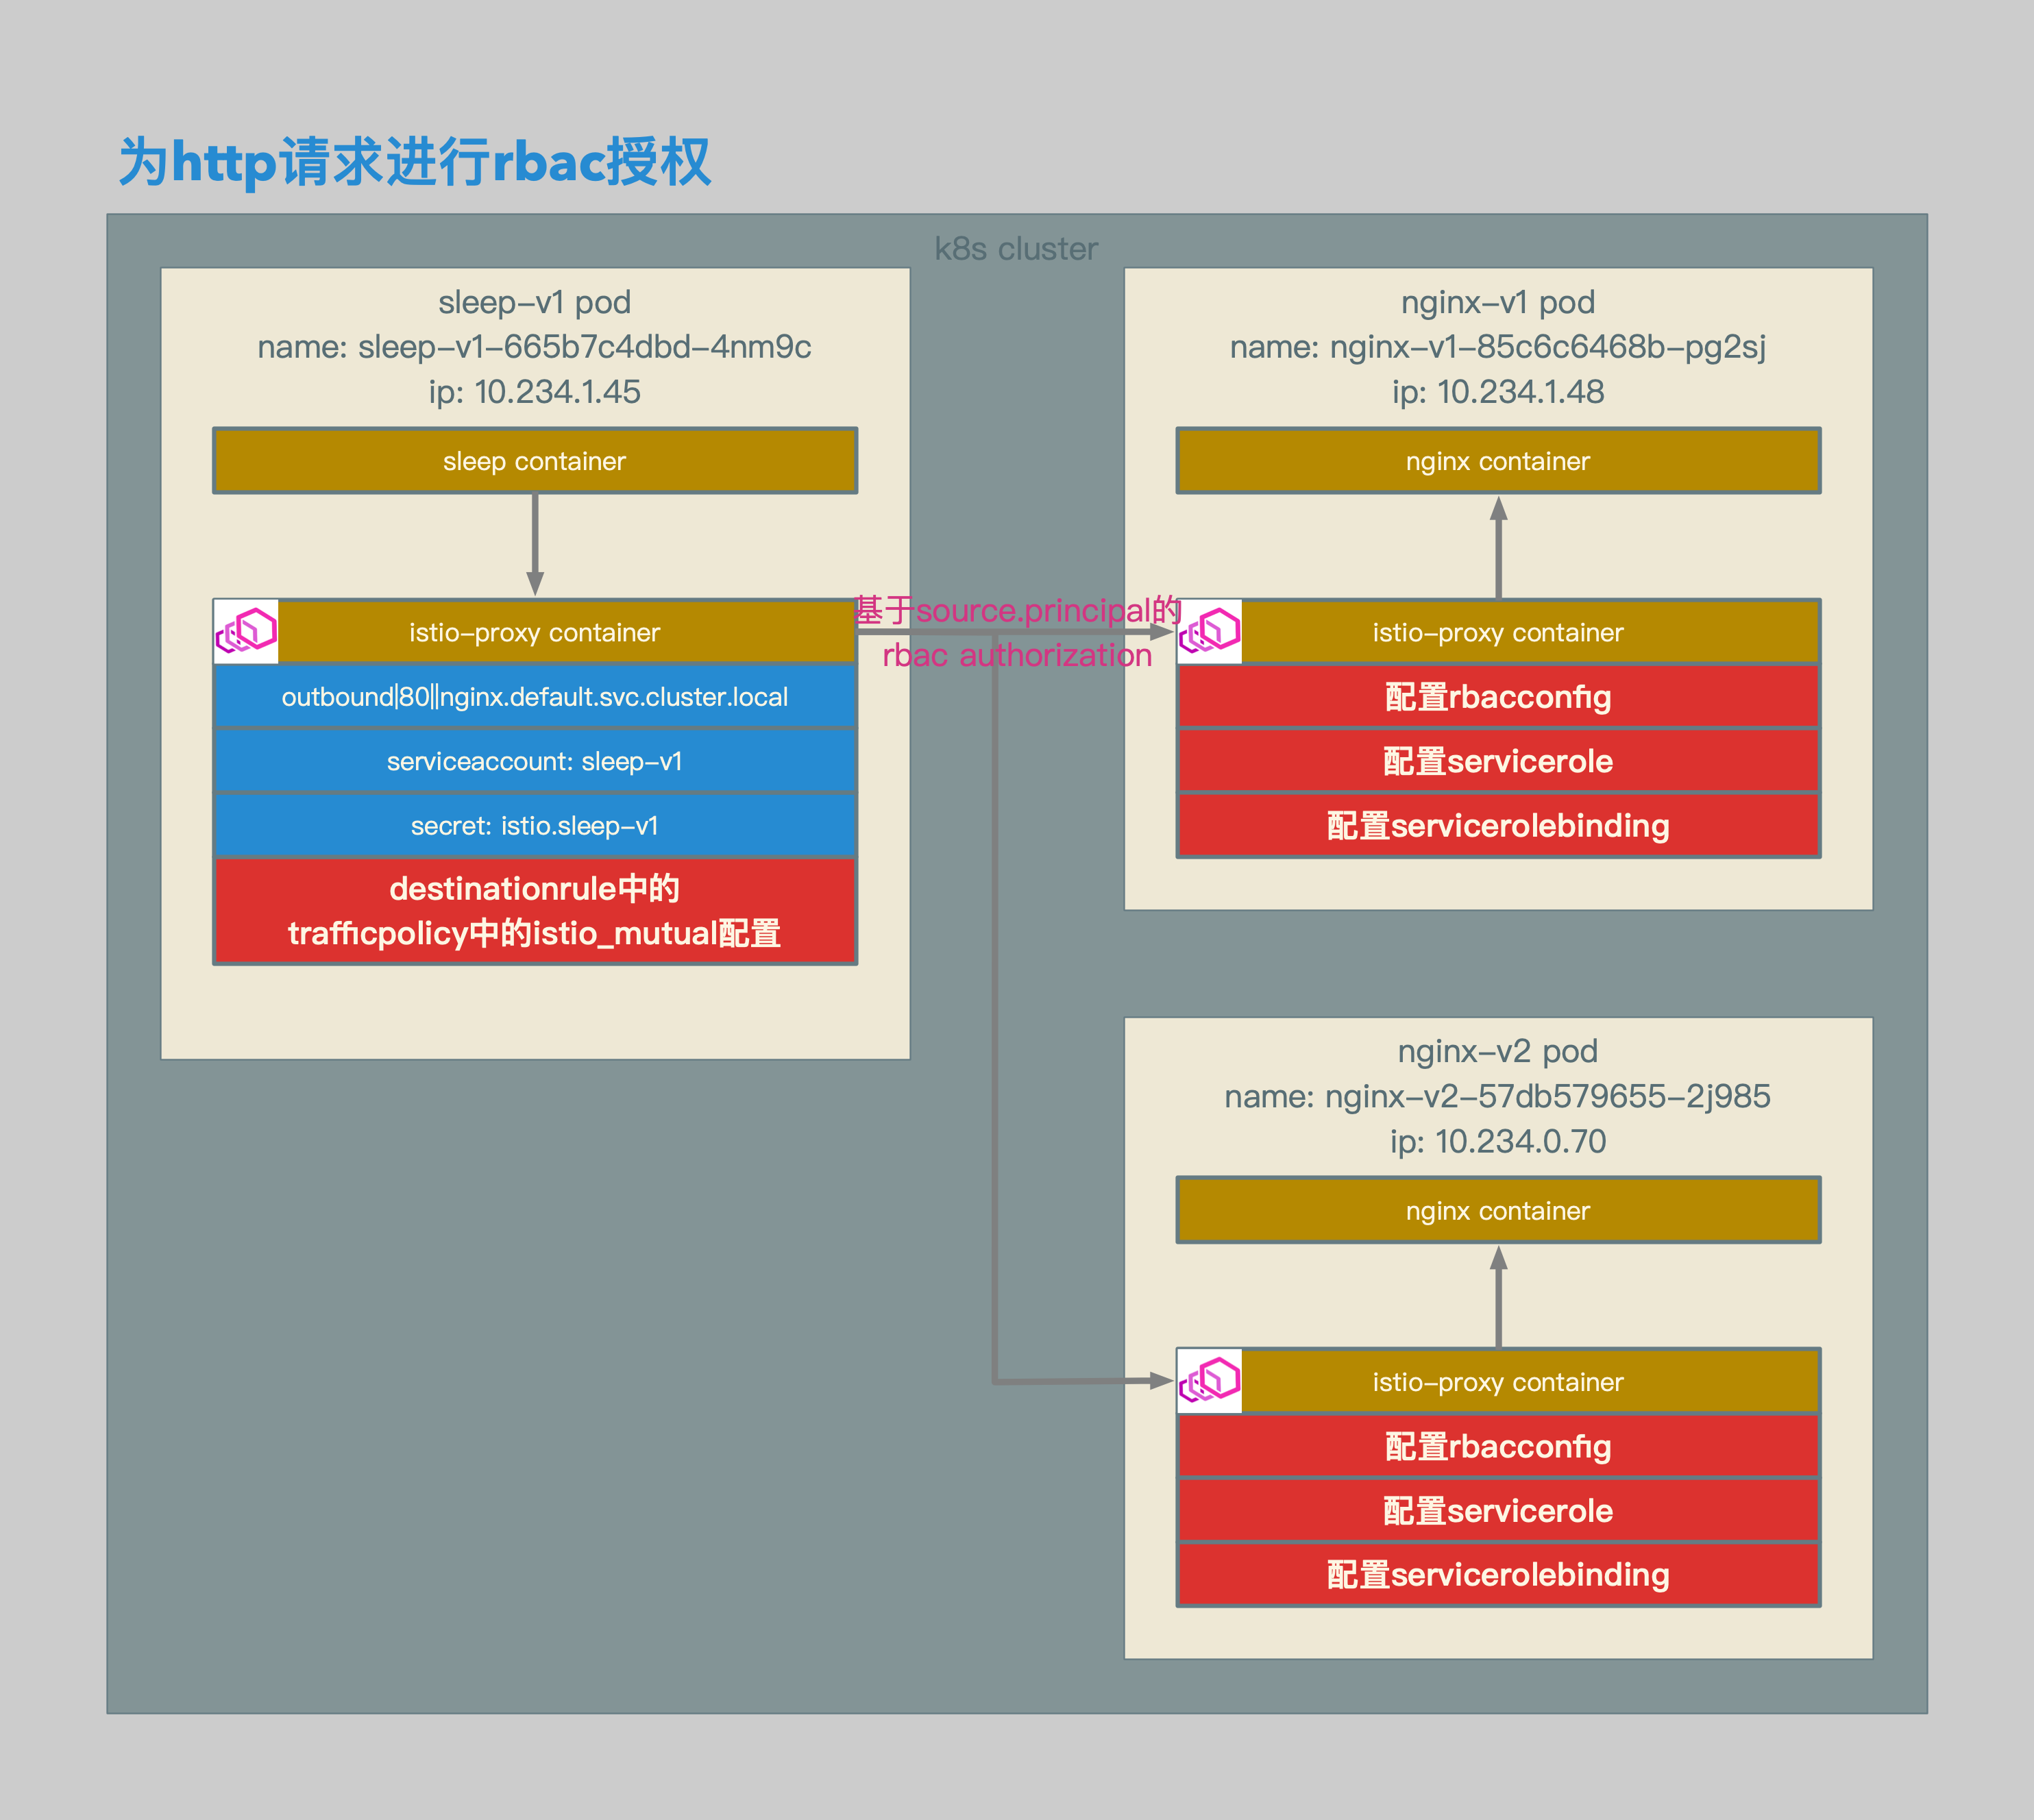 为http请求进行rbac授权
k8s cluster
sleep-v1 pod
name: sleep-v1-665b7c4dbd-4nm9c
ip: 10.234.1.45
sleep container
istio-proxy container
outbound|80||nginx.default.svc.cluster.local
serviceaccount: sleep-v1
secret: istio.sleep-v1
destinationrule中的
trafficpolicy中的istio_mutual配置
基于source.principal的
rbac authorization
nginx-v1 pod
name: nginx-v1-85c6c6468b-pg2sj
ip: 10.234.1.48
nginx container
istio-proxy container
配置rbacconfig
配置servicerole
配置servicerolebinding
nginx-v2 pod
name: nginx-v2-57db579655-2j985
ip: 10.234.0.70
nginx container
istio-proxy container
配置rbacconfig
配置servicerole
配置servicerolebinding